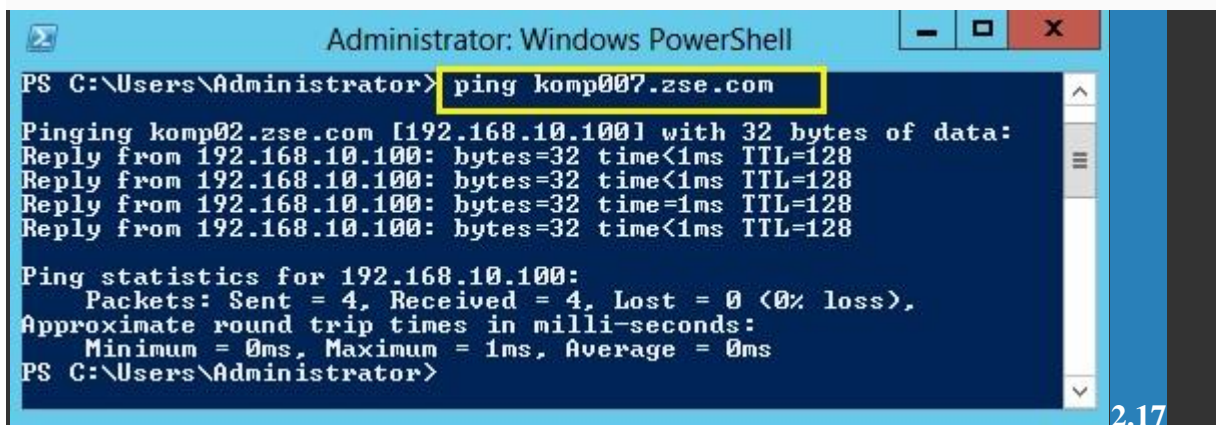 Administrator: Windows PowerShell
PS C:\Users\Administrator> ping komp007.zse.com
Pinging komp02.zse.com [192.168.10.100] with 32 bytes of data:
Reply from 192.168.10.100: bytes=32 time<1ms TTL=128
Reply from 192.168.10.100: bytes=32 time<1ms TTL=128
Reply from 192.168.10.100: bytes=32 time=1ms TTL=128
Reply from 192.168.10.100: bytes=32 time<1ms TTL=128
Ping statistics for 192.168.10.100:
Packets: Sent = 4, Received = 4, Lost = 0 (0% loss),
Approximate round trip times in milli-seconds:
Minimum = 0ms, Maximum = 1ms, Average = 0ms
PS C:\Users\Administrator>
2.17